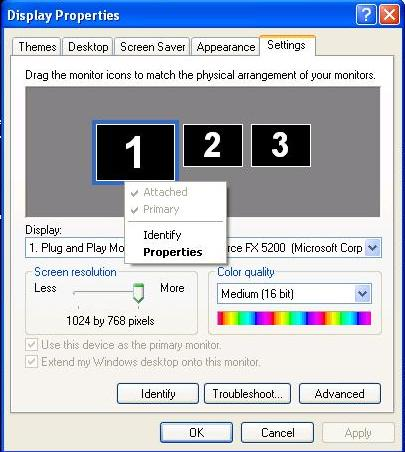 Display Properties
Themes Desktop Screen Saver Appearance Settings
Drag the monitor icons to match the physical arrangement of your monitors.
1 2 3
Attached
Primary
Identify
Properties
Display:
1. Plug and Play Mo rce FX 5200 (Microsoft Corp
Screen resolution
Less More
1024 by 768 pixels
Color quality
Medium (16 bit)
Use this device as the primary monitor.
Extend my Windows desktop onto this monitor.
Identify Troubleshoot... Advanced
OK Cancel Apply